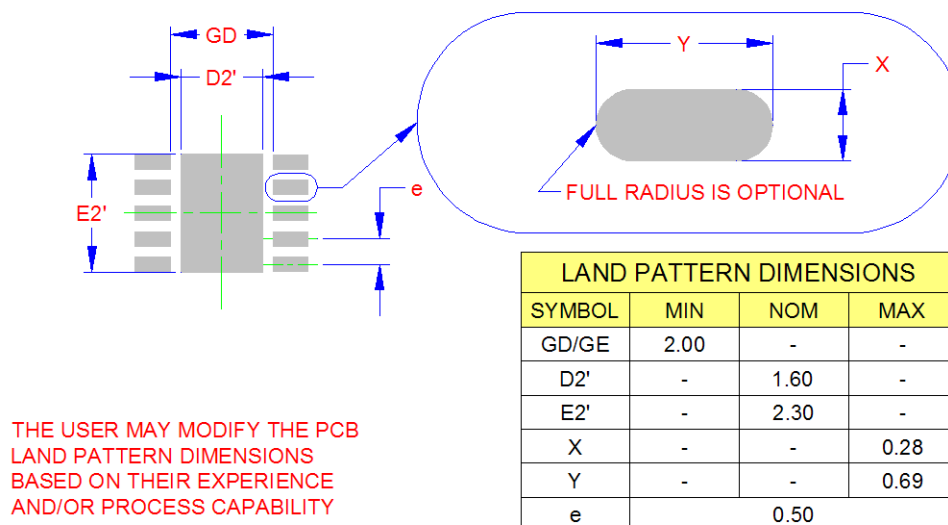 GD
D2'
E2'
e
Y
X
FULL RADIUS IS OPTIONAL
LAND PATTERN DIMENSIONS
SYMBOL MIN NOM MAX
GD/GE 2.00 - -
D2' - 1.60 -
E2' - 2.30 -
X - - 0.28
Y - - 0.69
e 0.50
THE USER MAY MODIFY THE PCB
LAND PATTERN DIMENSIONS
BASED ON THEIR EXPERIENCE
AND/OR PROCESS CAPABILITY